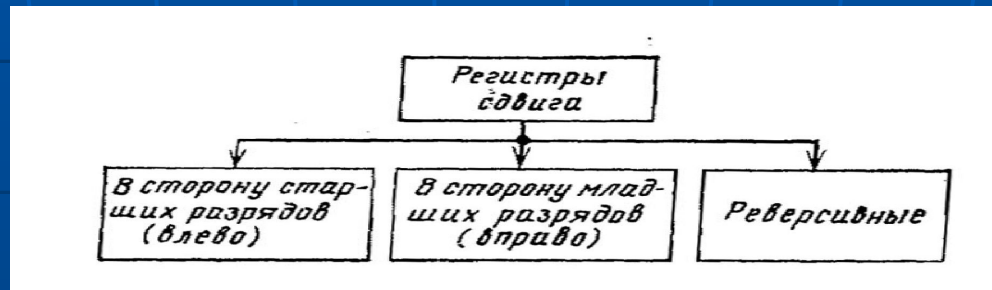 Регистры
сдвига
В сторону стар-
ших разрядов
(влево)
В сторону млад-
ших разрядов
(вправо)
Реверсивные